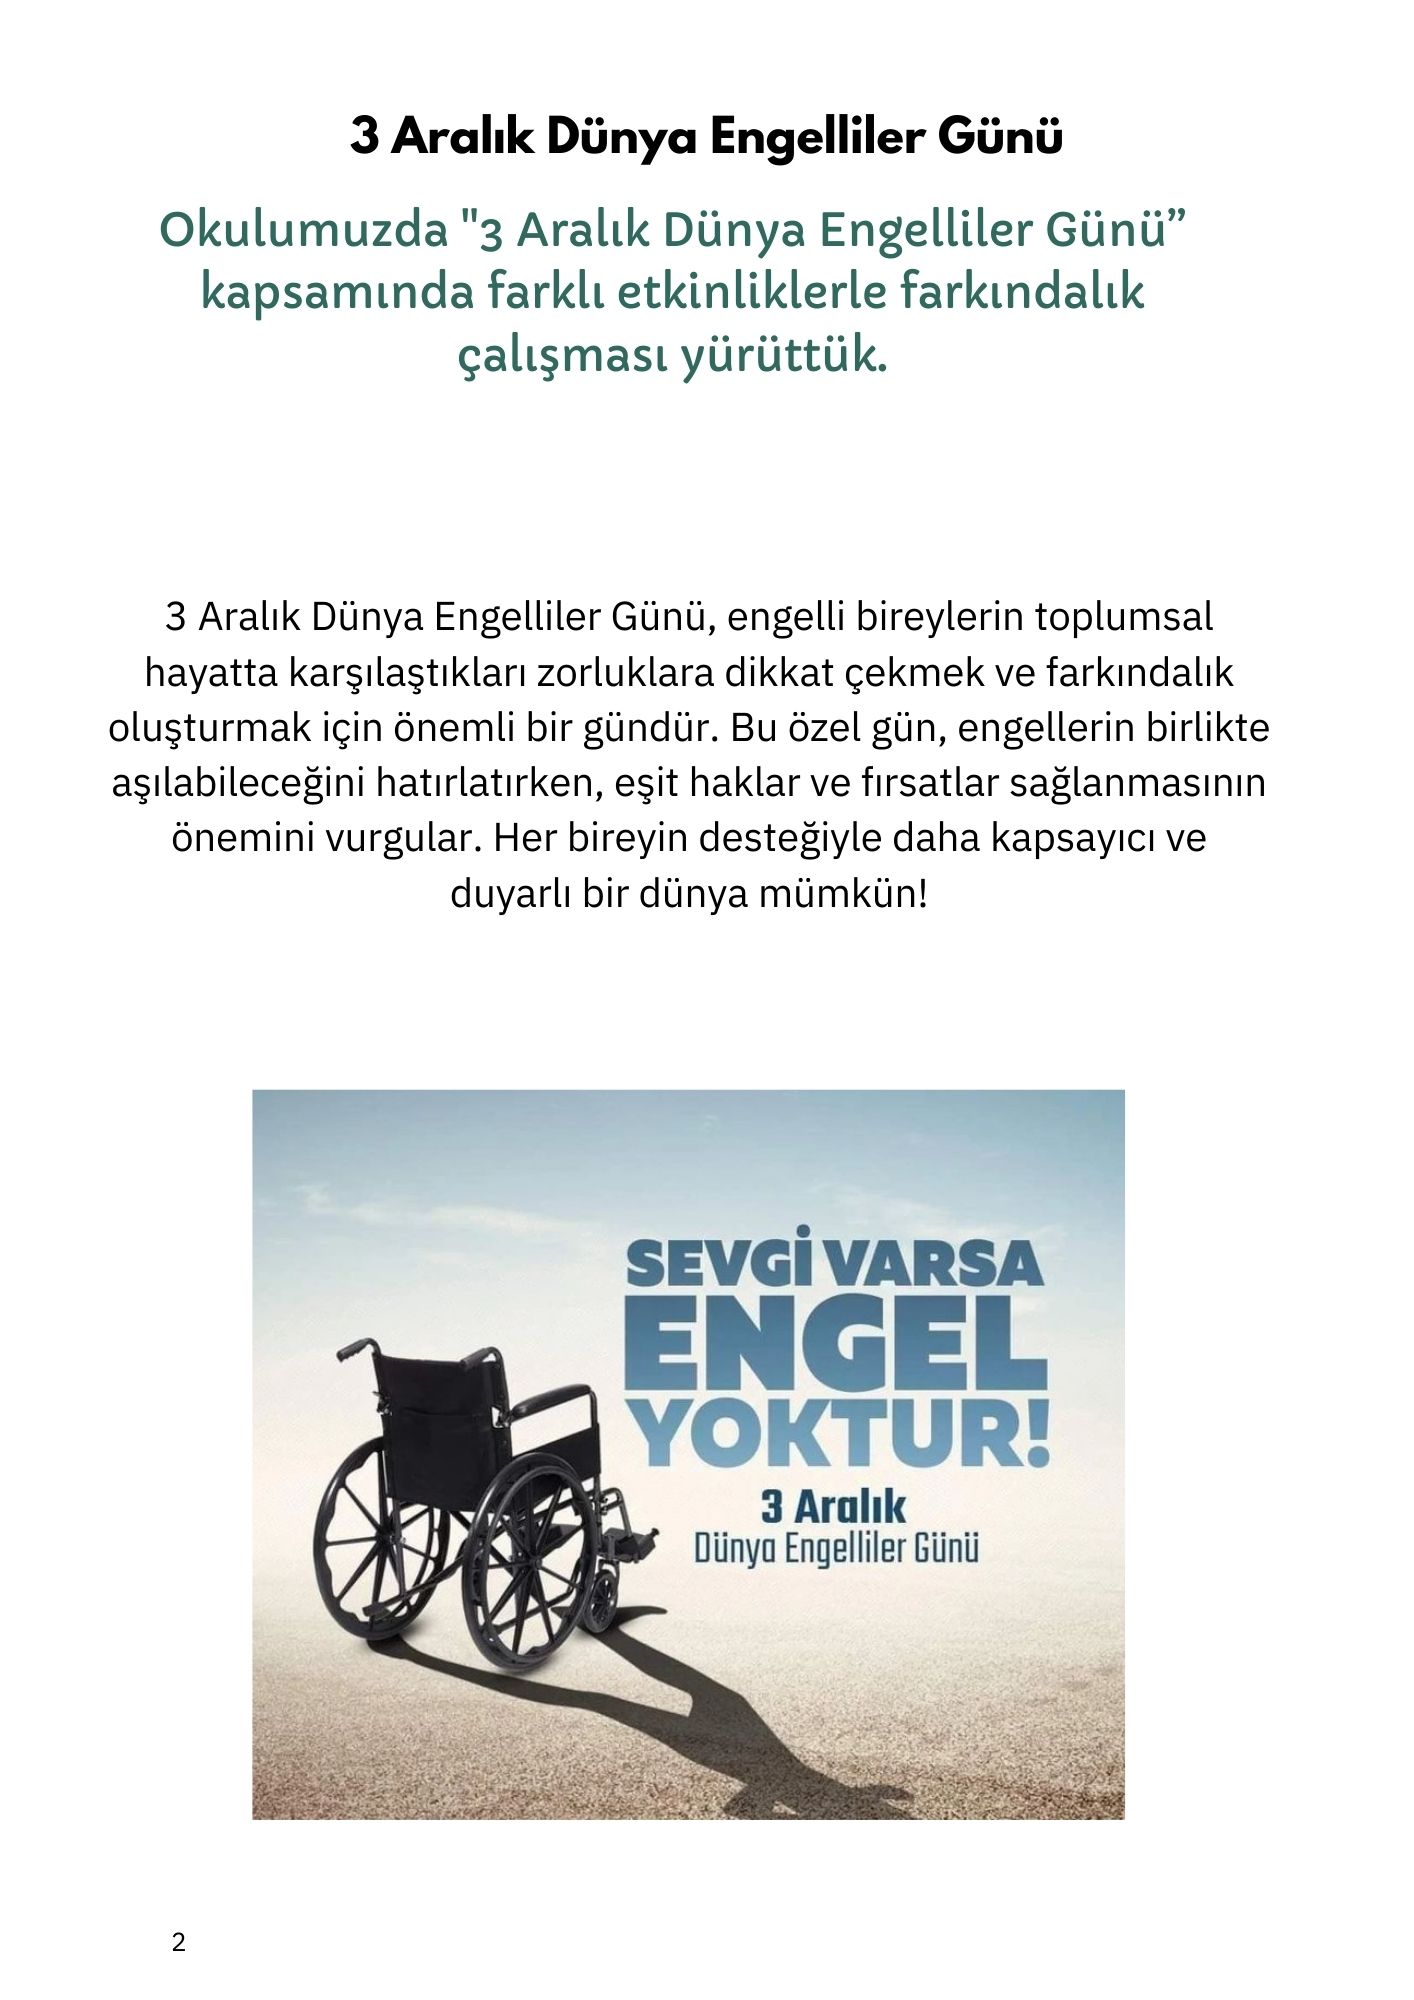 3 Aralık Dünya Engelliler Günü
Okulumuzda "3 Aralık Dünya Engelliler Günü”
kapsamında farklı etkinliklerle farkındalık
çalışması yürüttük.
3 Aralık Dünya Engelliler Günü, engelli bireylerin toplumsal
hayatta karşılaştıkları zorluklara dikkat çekmek ve farkındalık
oluşturmak için önemli bir gündür. Bu özel gün, engellerin birlikte
aşılabileceğini hatırlatırken, eşit haklar ve fırsatlar sağlanmasının
önemini vurgular. Her bireyin desteğiyle daha kapsayıcı ve
duyarlı bir dünya mümkün!
SEVGİ VARSA
ENGEL
YOKTUR!
3 Aralık
Dünya Engelliler Günü
2